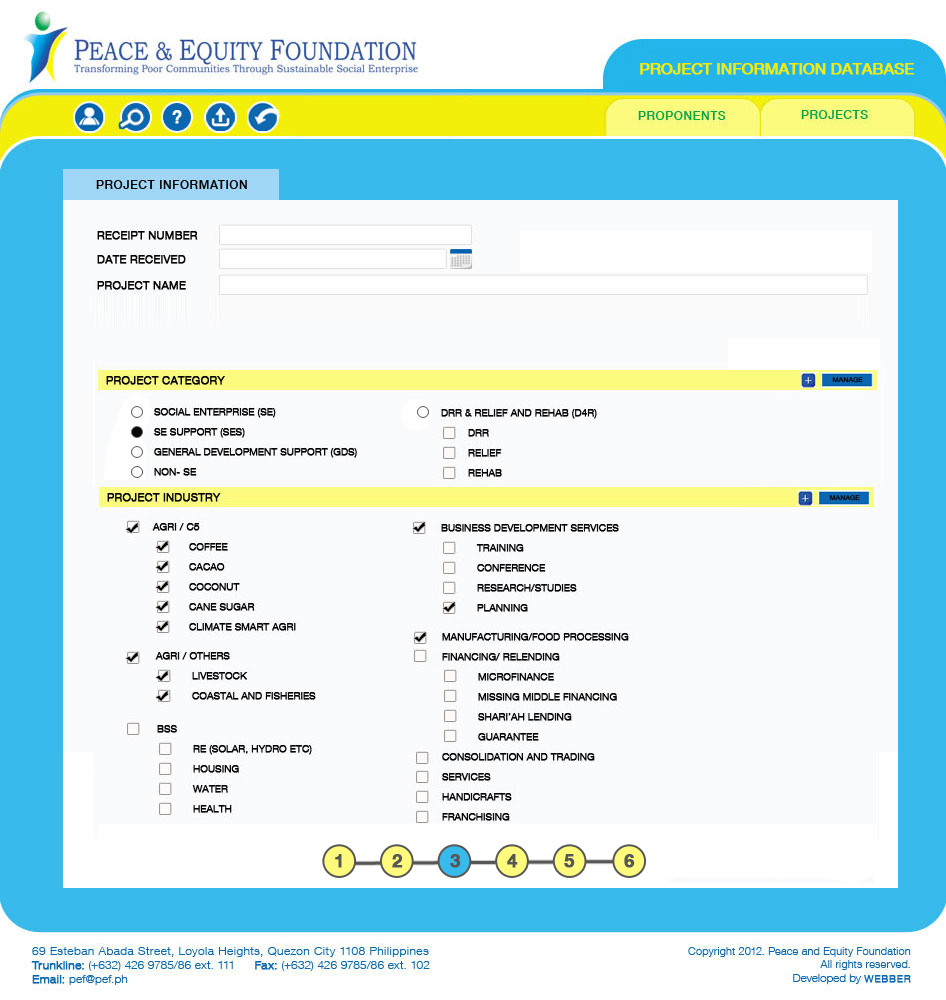 PEACE & EQUITY FOUNDATION
Transforming Poor Communities Through Sustainable Social Enterprise
PROJECT INFORMATION DATABASE
?
PROPONENTS
PROJECTS
PROJECT INFORMATION
RECEIPT NUMBER
DATE RECEIVED
PROJECT NAME
PROJECT CATEGORY
+ MANAGE
SOCIAL ENTERPRISE (SE)
SE SUPPORT (SES)
GENERAL DEVELOPMENT SUPPORT (GDS)
NON- SE
DRR & RELIEF AND REHAB (D4R)
DRR
RELIEF
REHAB
PROJECT INDUSTRY
+ MANAGE
AGRI / C5
COFFEE
CACAO
COCONUT
CANE SUGAR
CLIMATE SMART AGRI
AGRI / OTHERS
LIVESTOCK
COASTAL AND FISHERIES
BSS
RE (SOLAR, HYDRO ETC)
HOUSING
WATER
HEALTH
BUSINESS DEVELOPMENT SERVICES
TRAINING
CONFERENCE
RESEARCH/STUDIES
PLANNING
MANUFACTURING/FOOD PROCESSING
FINANCING/ RELENDING
MICROFINANCE
MISSING MIDDLE FINANCING
SHARI'AH LENDING
GUARANTEE
CONSOLIDATION AND TRADING
SERVICES
HANDICRAFTS
FRANCHISING
1 2 3 4 5 6
69 Esteban Abada Street, Loyola Heights, Quezon City 1108 Philippines
Trunkline: (+632) 426 9785/86 ext. 111 Fax: (+632) 426 9785/86 ext. 102
Email: pef@pef.ph
Copyright 2012. Peace and Equity Foundation
All rights reserved.
Developed by WEBBER